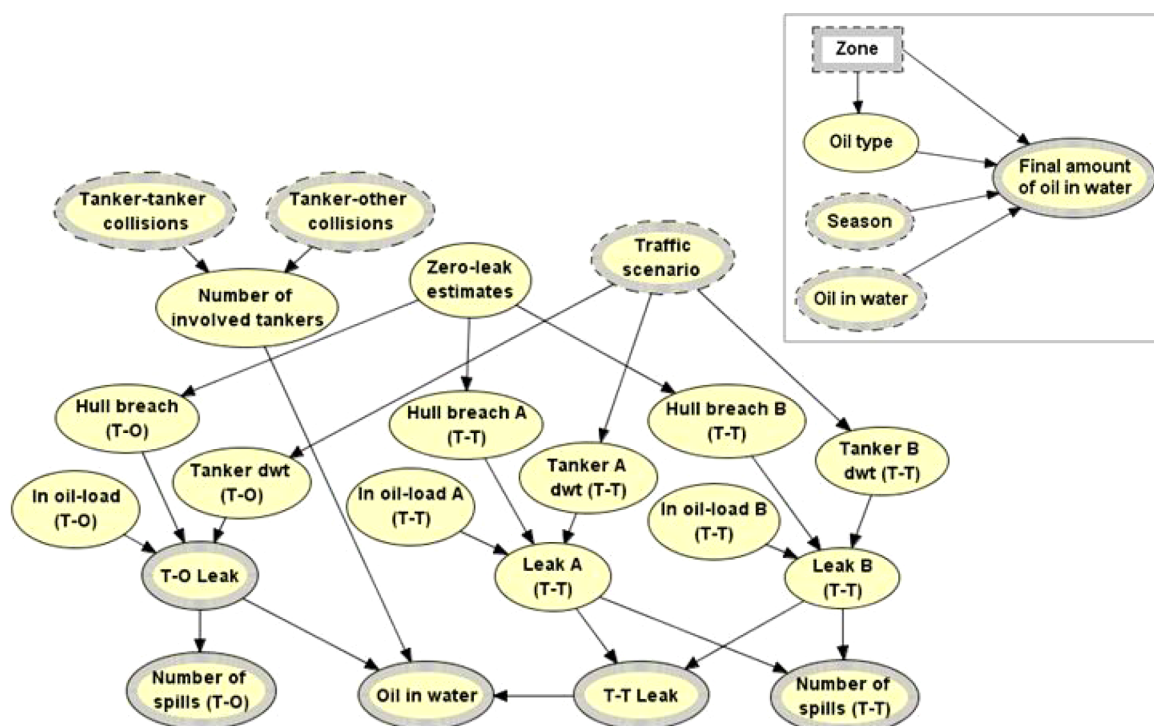 Zone
Oil type
Final amount
of oil in water
Season
Oil in water
Tanker-tanker
collisions
Tanker-other
collisions
Traffic
scenario
Zero-leak
estimates
Number of
involved tankers
Hull breach
(T-O)
Hull breach A
(T-T)
Hull breach B
(T-T)
Tanker B
dwt (T-T)
Tanker dwt
(T-O)
Tanker A
dwt (T-T)
In oil-load
(T-O)
In oil-load A
(T-T)
In oil-load B
(T-T)
T-O Leak
Leak A
(T-T)
Leak B
(T-T)
Number of
spills (T-O)
Oil in water
T-T Leak
Number of
spills (T-T)